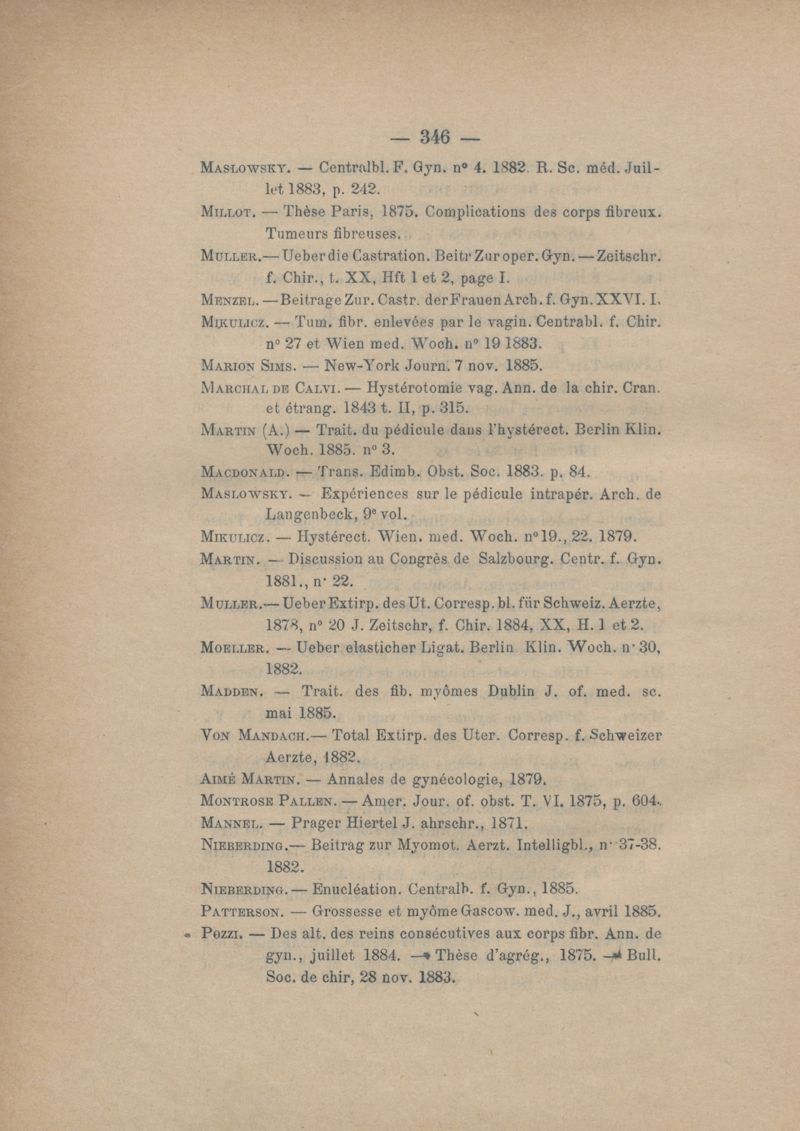 — 346 —
MASLOWSKY. — Centralbl. F. Gyn. n° 4. 1882. R. Sc. méd. Juil-
let 1883, p. 242.
MILLOT. — Thèse Paris, 1875. Complications des corps fibreux.
Tumeurs fibreuses.
MULLER.— Ueber die Castration. Beitr Zur oper. Gyn. — Zeitschr.
f. Chir., t. XX, Hft 1 et 2, page I.
MENZEL. — Beitrage Zur. Castr. der Frauen Arch. f. Gyn. XXVI. I.
MIKULICZ. — Tum. fibr. enlevées par le vagin. Centrabl. f. Chir.
n° 27 et Wien med. Woch. n° 19 1883.
MARION SIMS. — New-York Journ. 7 nov. 1885.
MARCHAL DE CALVI. — Hystérotomie vag. Ann. de la chir. Cran.
et étrang. 1843 t. II, p. 315.
MARTIN (A.) — Trait. du pédicule dans l'hystérect. Berlin Klin.
Woch. 1885. n° 3.
MACDONALD. — Trans. Edimb. Obst. Soc. 1883. p. 84.
MASLOWSKY. — Expériences sur le pédicule intrapér. Arch. de
Langenbeck, 9e vol.
MIKULICZ. — Hystérect. Wien. med. Woch. n° 19., 22. 1879.
MARTIN. — Discussion au Congrès de Salzbourg. Centr. f. Gyn.
1881., n· 22.
MULLER.— Ueber Extirp. des Ut. Corresp. bl. für Schweiz. Aerzte,
1878, n° 20 J. Zeitschr, f. Chir. 1884, XX, H. 1 et 2.
MOELLER. — Ueber elasticher Ligat. Berlin Klin. Woch. n· 30,
1882.
MADDEN. — Trait. des fib. myômes Dublin J. of. med. sc.
mai 1885.
VON MANDACH.— Total Extirp. des Uter. Corresp. f. Schweizer
Aerzte, 1882.
AIMÉ MARTIN. — Annales de gynécologie, 1879.
MONTROSE PALLEN. — Amer. Jour. of. obst. T. VI. 1875, p. 604.
MANNEL. — Prager Hiertel J. ahrschr., 1871.
NIEBERDING.— Beitrag zur Myomot. Aerzt. Intelligbl., n· 37-38.
1882.
NIEBERDING. — Enucléation. Centralb. f. Gyn., 1885.
PATTERSON. — Grossesse et myôme Gascow. med. J., avril 1885.
POZZI. — Des alt. des reins consécutives aux corps fibr. Ann. de
gyn., juillet 1884. — Thèse d'agrég., 1875. — Bull.
Soc. de chir, 28 nov. 1883.